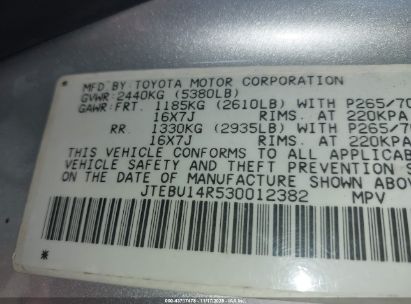 MFD BY TOYOTA MOTOR CORPORATION
GVWR: 2440KG (5380LB)
GAWR: FRT. 1185KG (2610LB) WITH P265/70
16X7J RIMS. AT 220KPA
RR. 1330KG (2935LB) WITH P265/7
16X7J RIMS. AT 220KPA
THIS VEHICLE CONFORMS TO ALL APPLICAB
VEHICLE SAFETY AND THEFT PREVENTION S
ON THE DATE OF MANUFACTURE SHOWN ABOV
JTEBU14R530012382 MPV
* *